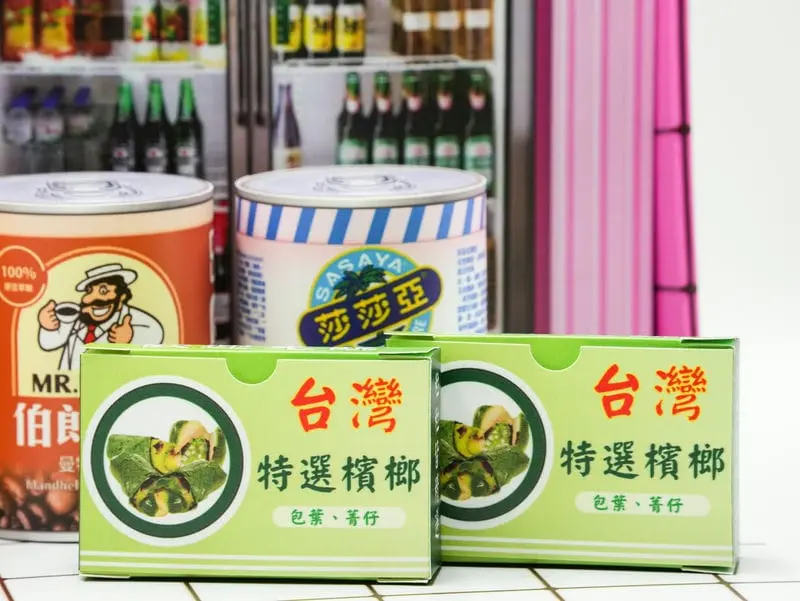 100%
MR.
伯朗
Mandhe
SASAYA
莎莎亞
台灣
特選檳榔
包葉、菁仔
台灣
特選檳榔
包葉、菁仔